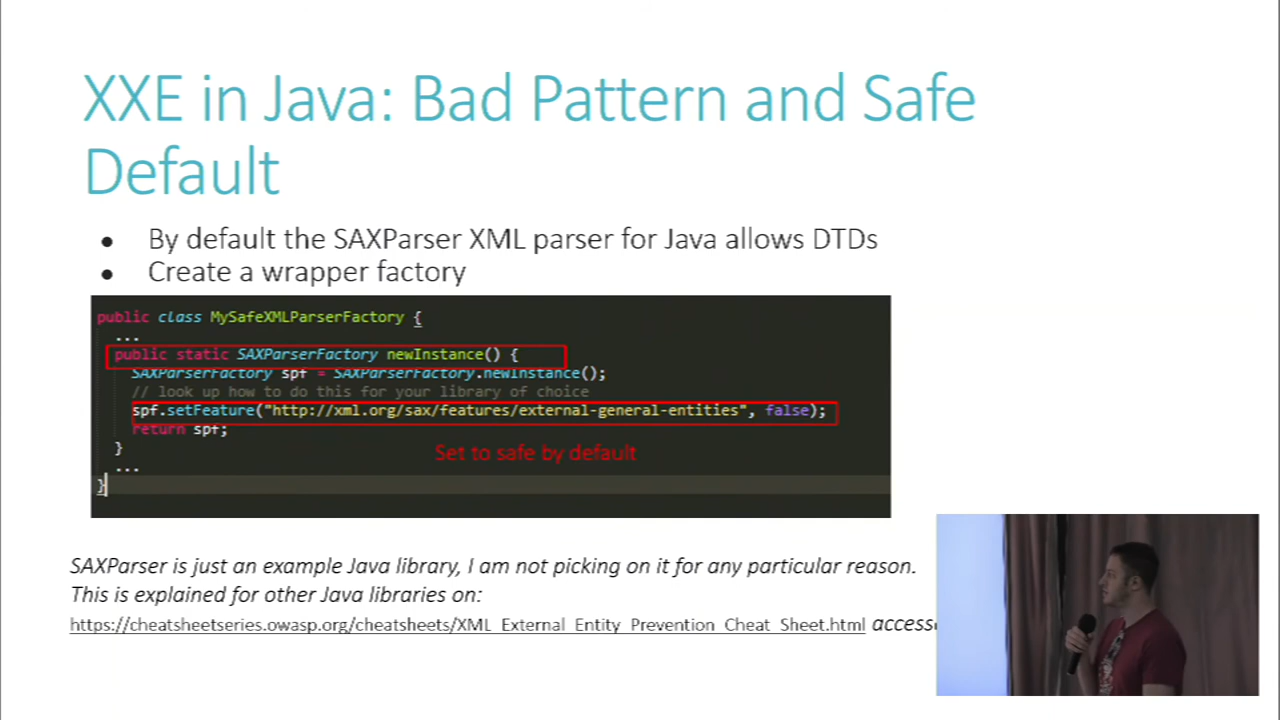 XXE in Java: Bad Pattern and Safe
Default
● By default the SAXParser XML parser for Java allows DTDs
● Create a wrapper factory
public class MySafeXMLParserFactory {
...
public static SAXParserFactory newInstance() {
SAXParserFactory spf = SAXParserFactory.newInstance();
// look up how to do this for your library of choice
spf.setFeature("http://xml.org/sax/features/external-general-entities", false);
return spf;
}
Set to safe by default
...
}
SAXParser is just an example Java library, I am not picking on it for any particular reason.
This is explained for other Java libraries on:
https://cheatsheetseries.owasp.org/cheatsheets/XML_External_Entity_Prevention_Cheat_Sheet.html